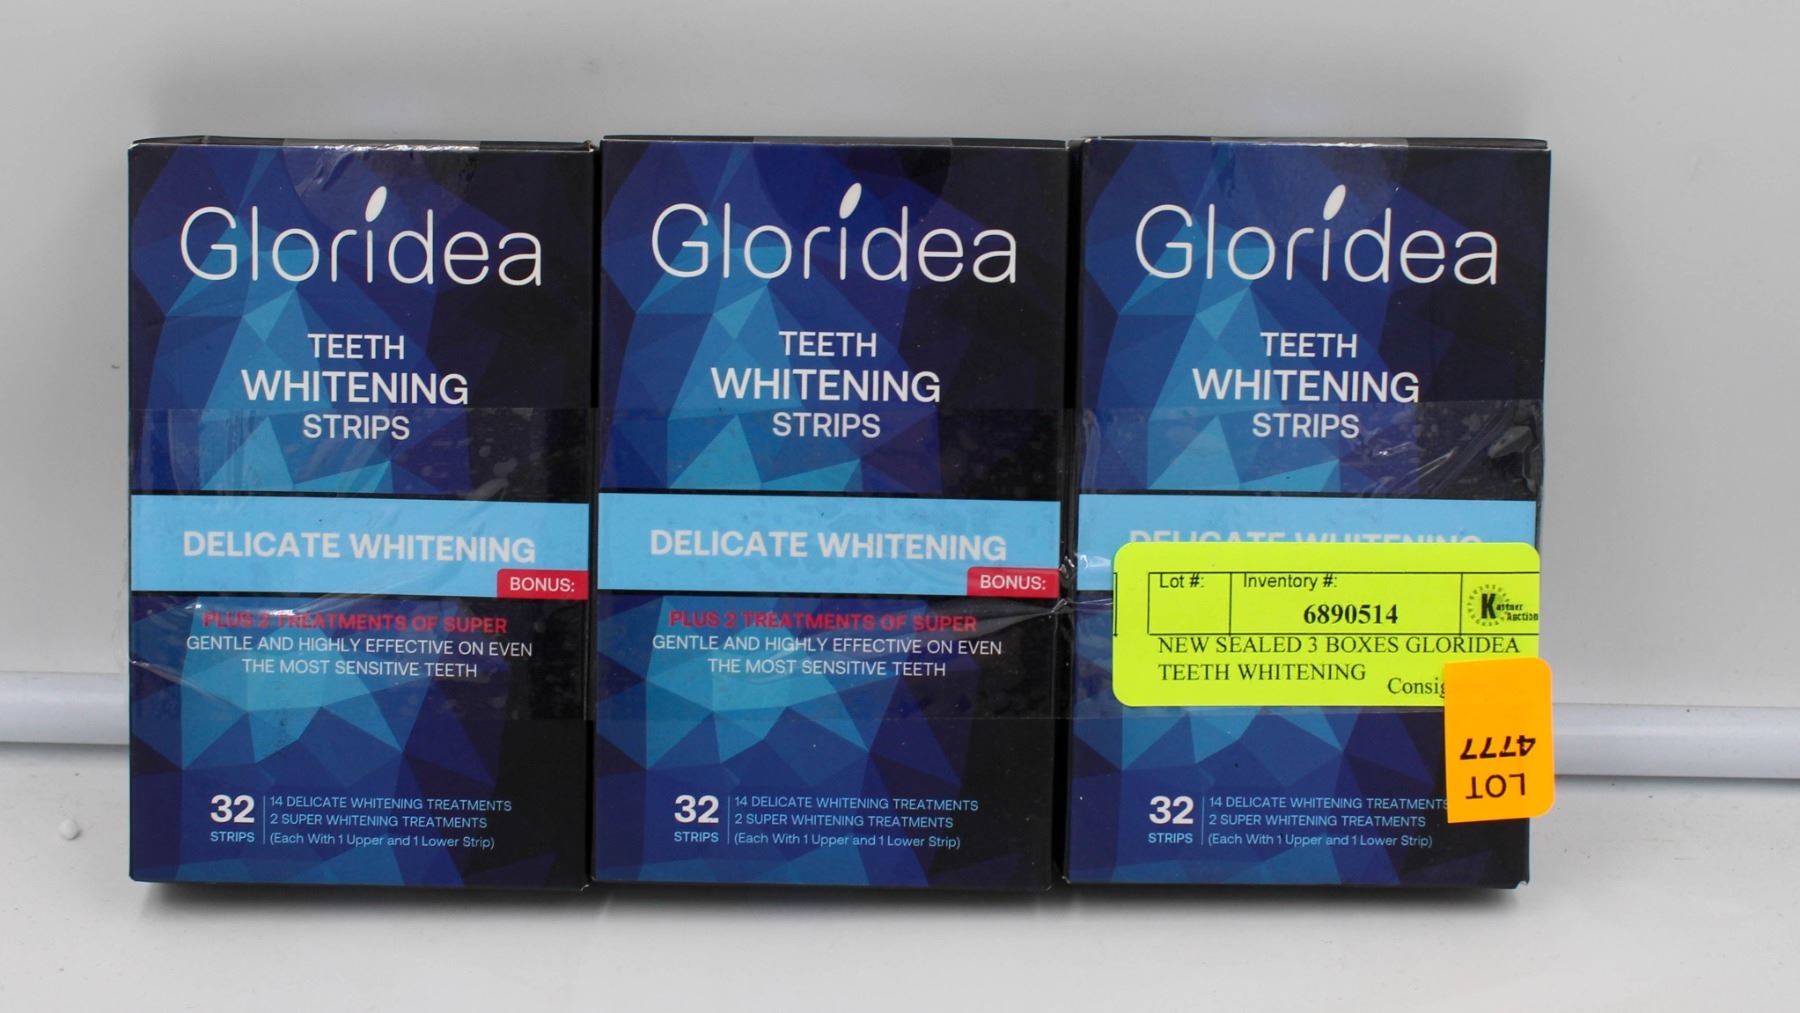 Gloridea
TEETH
WHITENING
STRIPS
DELICATE WHITENING
BONUS:
PLUS 2 TREATMENTS OF SUPER
GENTLE AND HIGHLY EFFECTIVE ON EVEN
THE MOST SENSITIVE TEETH
32
STRIPS
14 DELICATE WHITENING TREATMENTS
2 SUPER WHITENING TREATMENTS
(Each With 1 Upper and 1 Lower Strip)
Gloridea
TEETH
WHITENING
STRIPS
DELICATE WHITENING
BONUS:
PLUS 2 TREATMENTS OF SUPER
GENTLE AND HIGHLY EFFECTIVE ON EVEN
THE MOST SENSITIVE TEETH
32
STRIPS
14 DELICATE WHITENING TREATMENTS
2 SUPER WHITENING TREATMENTS
(Each With 1 Upper and 1 Lower Strip)
Gloridea
TEETH
WHITENING
STRIPS
DELICATE WHITENING
Lot #:
Inventory #:
6890514
Kastner
Auction
NEW SEALED 3 BOXES GLORIDEA
TEETH WHITENING
Consig
LOT
4777
32
STRIPS
14 DELICATE WHITENING TREATMENTS
2 SUPER WHITENING TREATMENTS
(Each With 1 Upper and 1 Lower Strip)